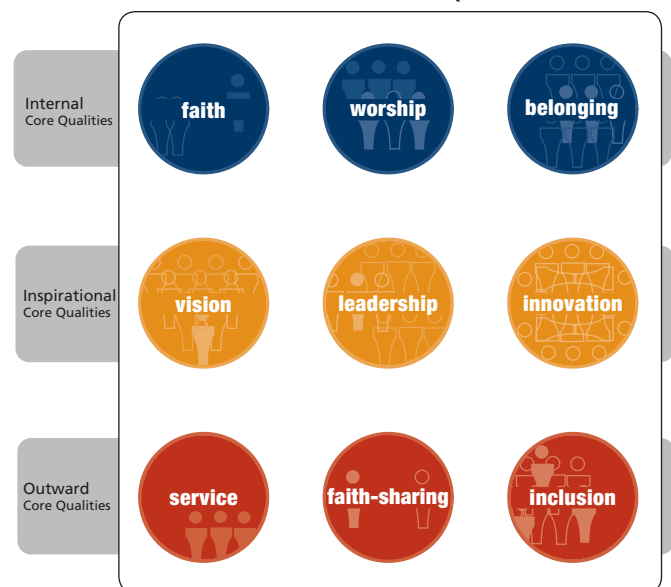 Internal
Core Qualities
faith
worship
belonging
Inspirational
Core Qualities
vision
leadership
innovation
Outward
Core Qualities
service
faith-sharing
inclusion